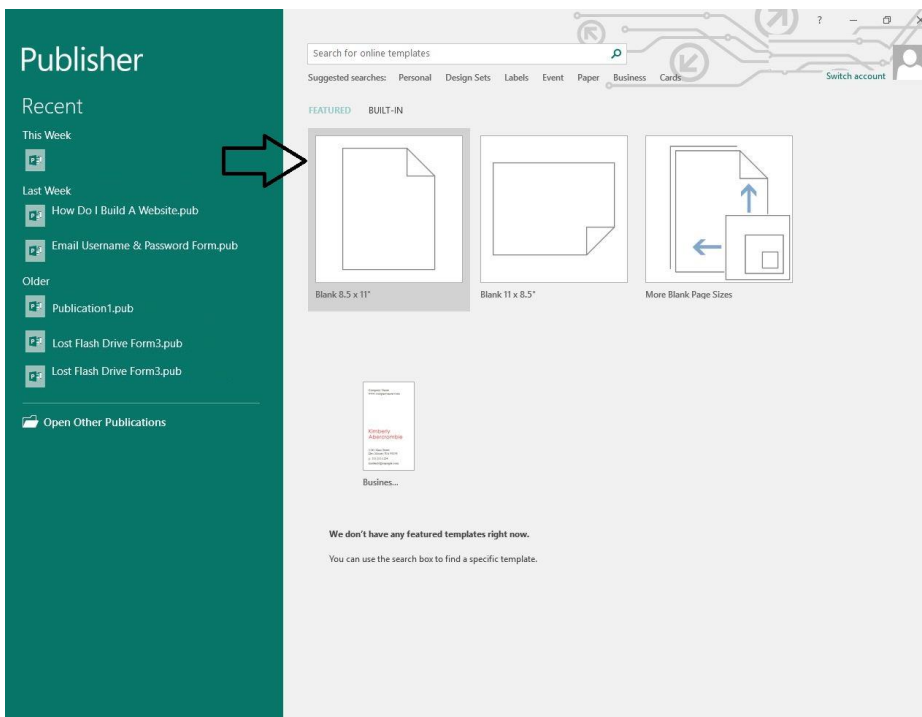 ?
Publisher
Search for online templates
Suggested searches: Personal Design Sets Labels Event Paper Business Cards
Switch account
Recent
FEATURED BUILT-IN
This Week
Last Week
How Do I Build A Website.pub
Email Username & Password Form.pub
Older
Publication1.pub
Lost Flash Drive Form3.pub
Lost Flash Drive Form3.pub
Open Other Publications
Blank 8.5 x 11"
Blank 11 x 8.5"
More Blank Page Sizes
Kimberly
Abercrombie
Busines...
We don't have any featured templates right now.
You can use the search box to find a specific template.